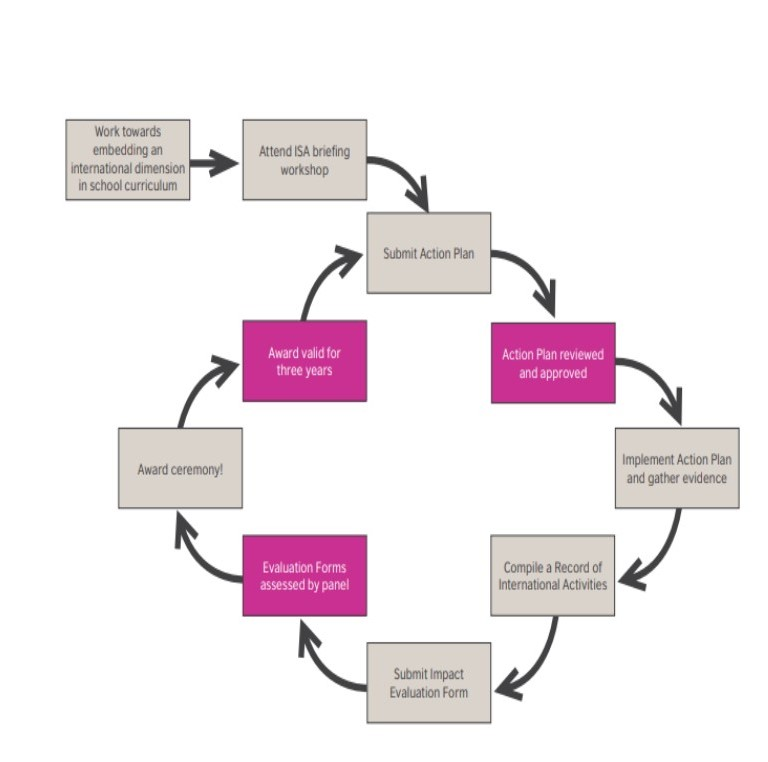 Work towards
embedding an
international dimension
in school curriculum
Attend ISA briefing
workshop
Submit Action Plan
Action Plan reviewed
and approved
Implement Action Plan
and gather evidence
Compile a Record of
International Activities
Submit Impact
Evaluation Form
Evaluation Forms
assessed by panel
Award ceremony!
Award valid for
three years